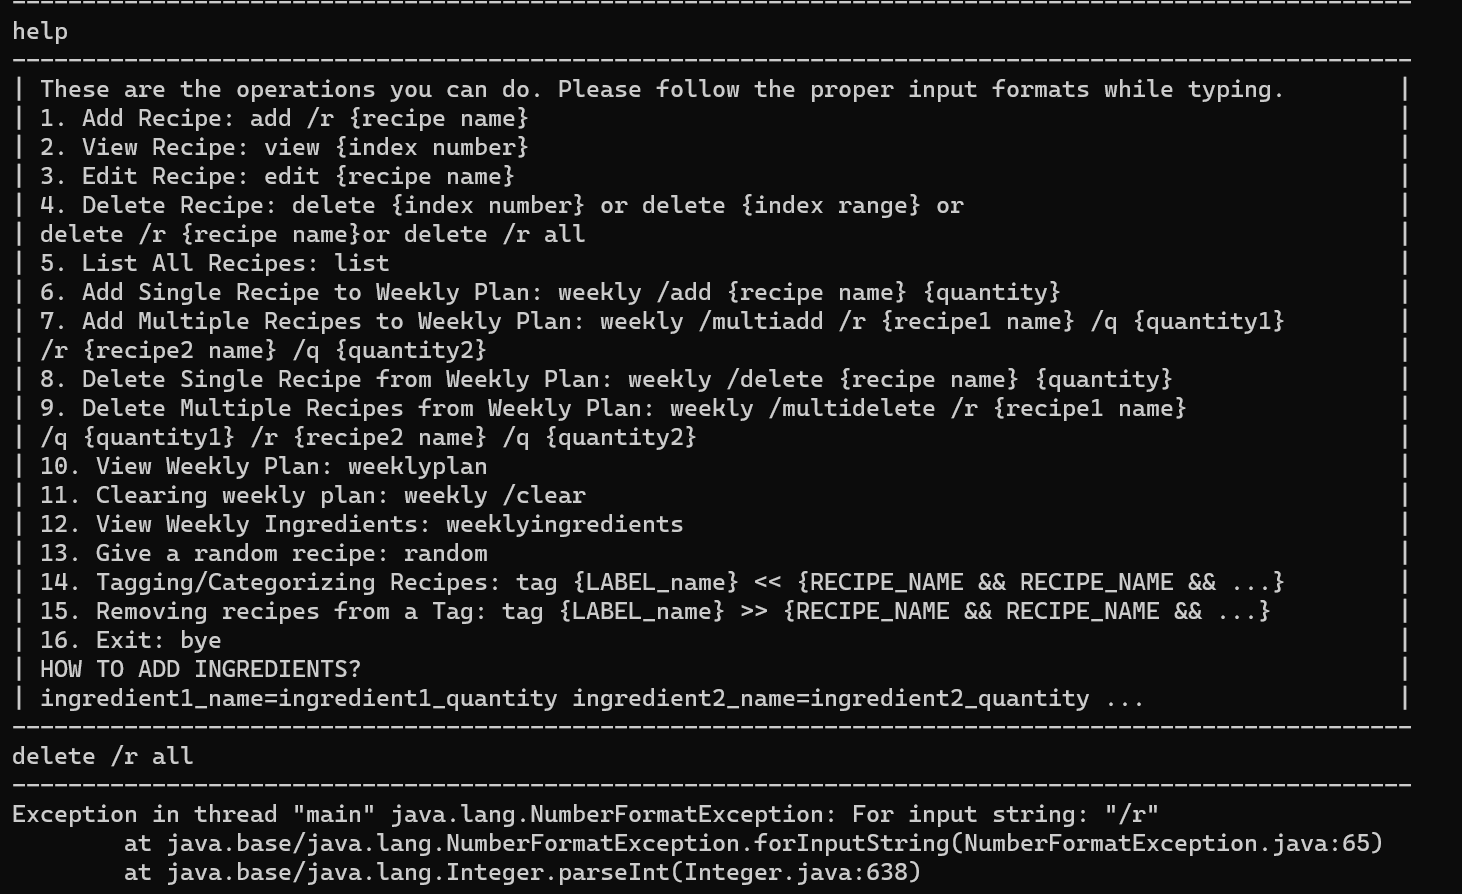 ----------------------------------------------------------------------------------------------------
help
----------------------------------------------------------------------------------------------------
| These are the operations you can do. Please follow the proper input formats while typing.         |
| 1. Add Recipe: add /r {recipe name}                                                               |
| 2. View Recipe: view {index number}                                                               |
| 3. Edit Recipe: edit {recipe name}                                                                |
| 4. Delete Recipe: delete {index number} or delete {index range} or                                |
| delete /r {recipe name}or delete /r all                                                           |
| 5. List All Recipes: list                                                                         |
| 6. Add Single Recipe to Weekly Plan: weekly /add {recipe name} {quantity}                         |
| 7. Add Multiple Recipes to Weekly Plan: weekly /multiadd /r {recipe1 name} /q {quantity1}         |
| /r {recipe2 name} /q {quantity2}                                                                  |
| 8. Delete Single Recipe from Weekly Plan: weekly /delete {recipe name} {quantity}                 |
| 9. Delete Multiple Recipes from Weekly Plan: weekly /multidelete /r {recipe1 name}                |
| /q {quantity1} /r {recipe2 name} /q {quantity2}                                                   |
| 10. View Weekly Plan: weeklyplan                                                                  |
| 11. Clearing weekly plan: weekly /clear                                                           |
| 12. View Weekly Ingredients: weeklyingredients                                                    |
| 13. Give a random recipe: random                                                                  |
| 14. Tagging/Categorizing Recipes: tag {LABEL_name} << {RECIPE_NAME && RECIPE_NAME && ...}         |
| 15. Removing recipes from a Tag: tag {LABEL_name} >> {RECIPE_NAME && RECIPE_NAME && ...}          |
| 16. Exit: bye                                                                                     |
| HOW TO ADD INGREDIENTS?                                                                           |
| ingredient1_name=ingredient1_quantity ingredient2_name=ingredient2_quantity ...                   |
----------------------------------------------------------------------------------------------------
delete /r all
----------------------------------------------------------------------------------------------------
Exception in thread "main" java.lang.NumberFormatException: For input string: "/r"
        at java.base/java.lang.NumberFormatException.forInputString(NumberFormatException.java:65)
        at java.base/java.lang.Integer.parseInt(Integer.java:638)